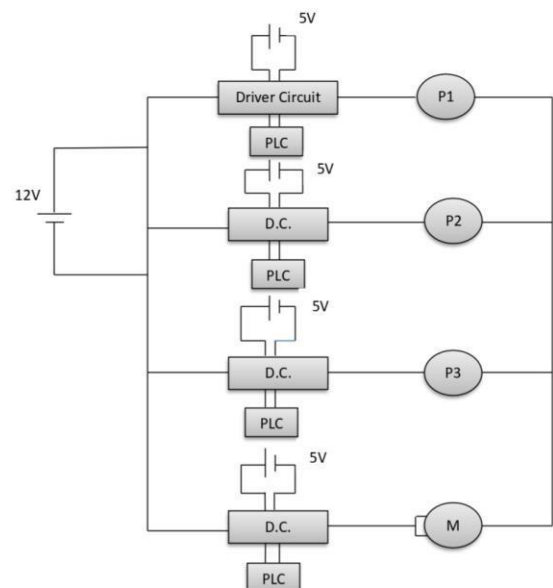 5V
Driver Circuit
P1
PLC
5V
12V
D.C.
P2
PLC
5V
D.C.
P3
PLC
5V
D.C.
M
PLC